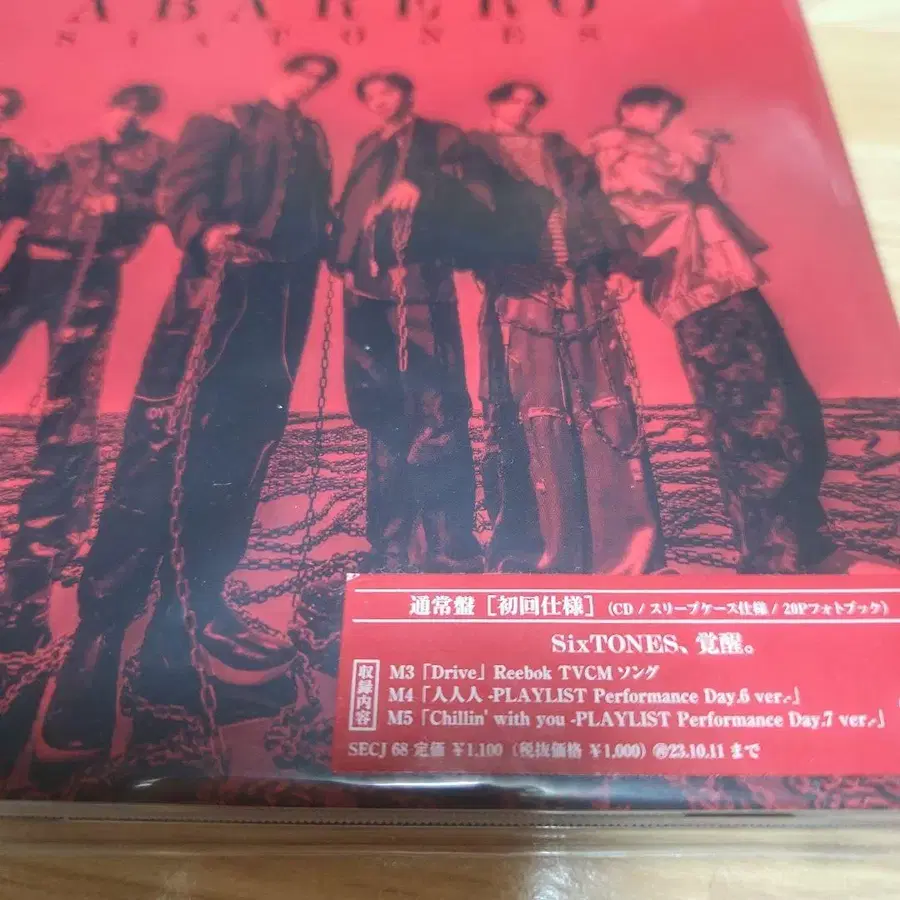 ABARERO
SixTONES
通常盤 [初回仕様] (CD / スリーブケース仕様 / 20Pフォトブック)
SixTONES、覚醒。
収録内容
M3「Drive」Reebok TVCM ソング
M4「人人人 -PLAYLIST Performance Day.6 ver.-」
M5「Chillin' with you -PLAYLIST Performance Day.7 ver.-」
SECJ 68 定価 ¥1,100 (税抜価格 ¥1,000) 23.10.11 まで